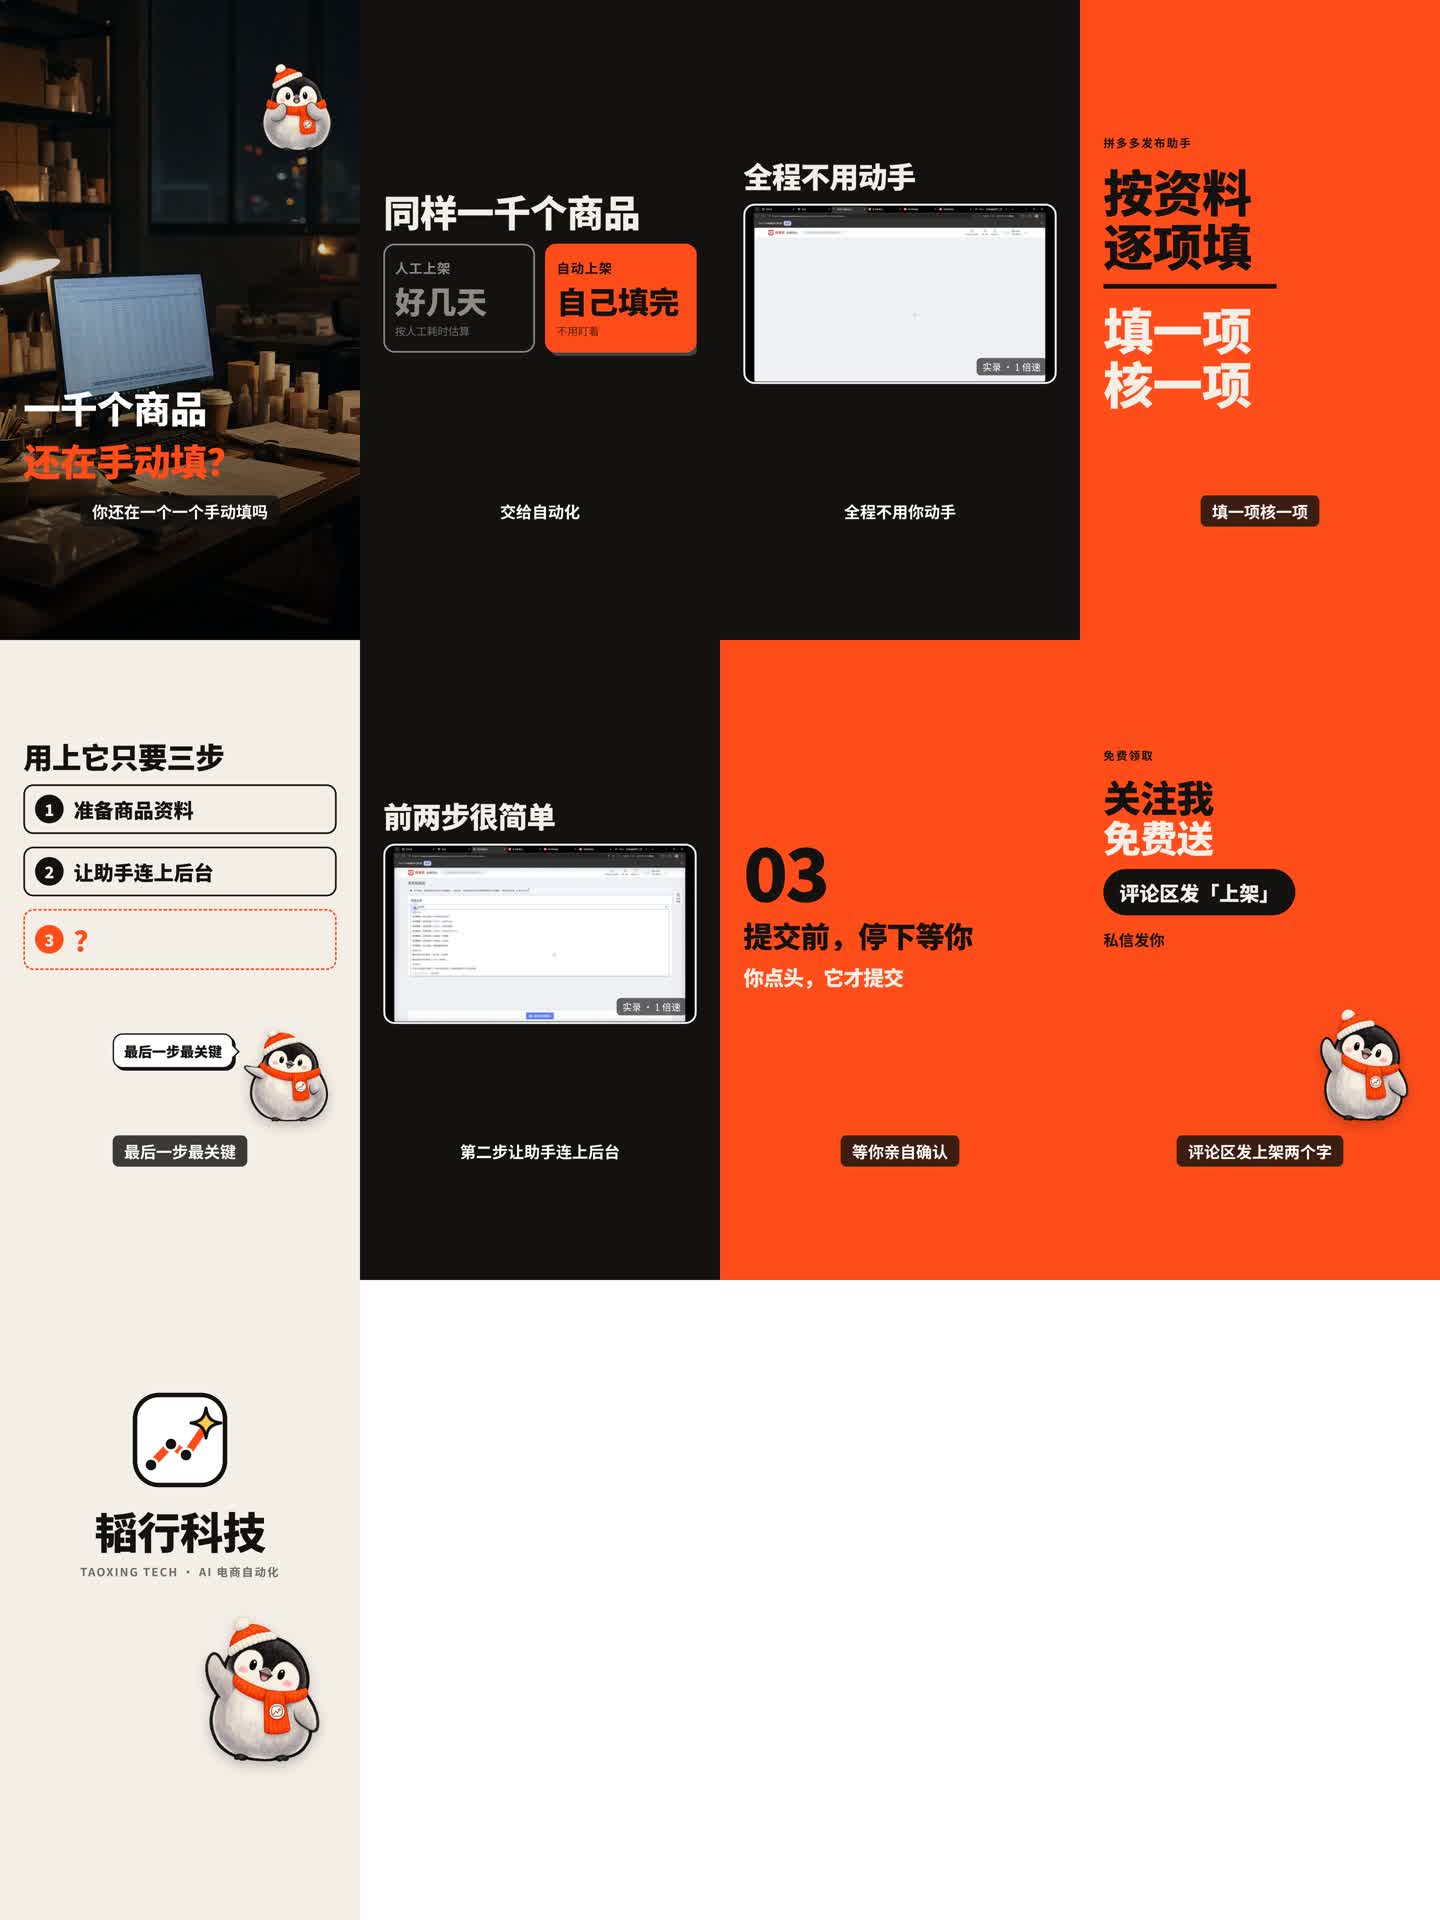 一千个商品
还在手动填？
你还在一个一个手动填吗
同样一千个商品
人工上架
好几天
按人工耗时估算
自动上架
自己填完
不用盯着
交给自动化
全程不用动手
实录 · 1 倍速
全程不用你动手
拼多多发布助手
按资料
逐项填
填一项
核一项
填一项核一项
用上它只要三步
1 准备商品资料
2 让助手连上后台
3 ？
最后一步最关键
最后一步最关键
前两步很简单
实录 · 1 倍速
第二步让助手连上后台
03
提交前，停下等你
你点头，它才提交
等你亲自确认
免费领取
关注我
免费送
评论区发「上架」
私信发你
评论区发上架两个字
韬行科技
TAOXING TECH · AI 电商自动化